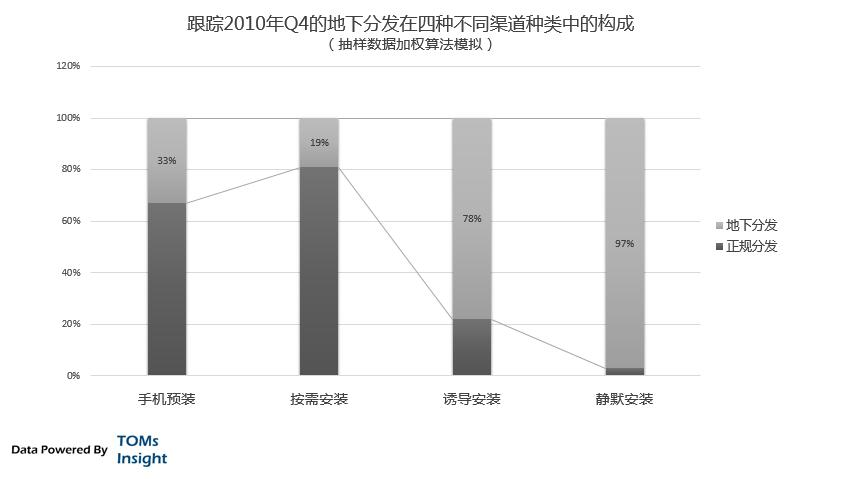 跟踪2010年Q4的地下分发在四种不同渠道种类中的构成
（抽样数据加权算法模拟）
120%
100%
80%
60%
40%
20%
0%
33%
19%
78%
97%
地下分发
正规分发
手机预装
按需安装
诱导安装
静默安装
Data Powered By
TOMs
Insight